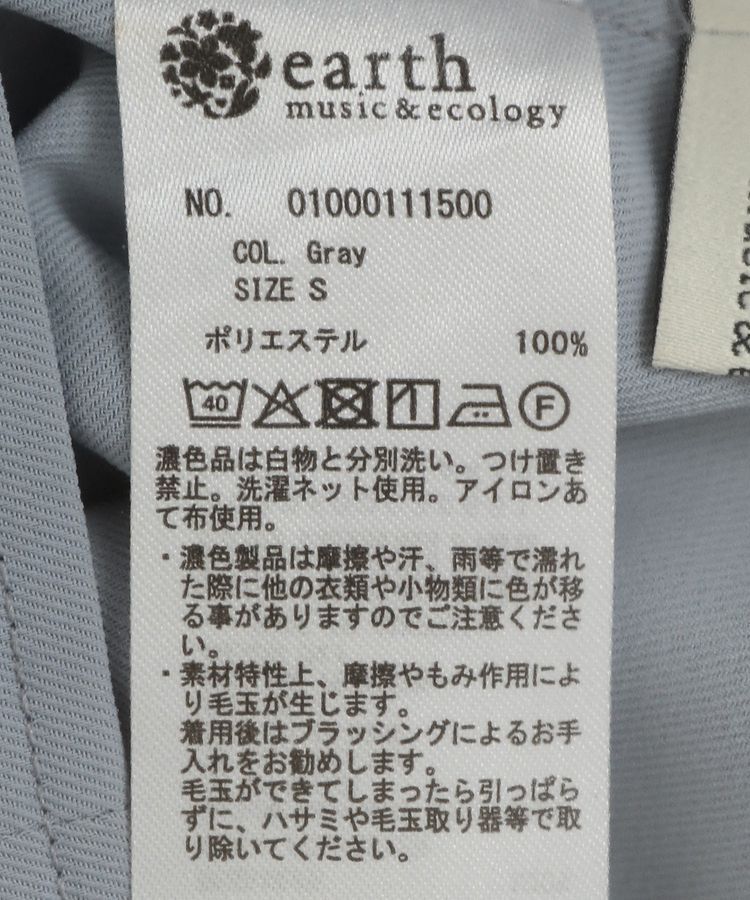 earth
music&ecology
NO. 01000111500
COL. Gray
SIZE S
ポリエステル 100%
40
F
濃色品は白物と分別洗い。つけ置き
禁止。洗濯ネット使用。アイロンあ
て布使用。
・濃色製品は摩擦や汗、雨等で濡れ
た際に他の衣類や小物類に色が移
る事がありますのでご注意くださ
い。
・素材特性上、摩擦やもみ作用によ
り毛玉が生じます。
着用後はブラッシングによるお手
入れをお勧めします。
毛玉ができてしまったら引っぱら
ずに、ハサミや毛玉取り器等で取
り除いてください。